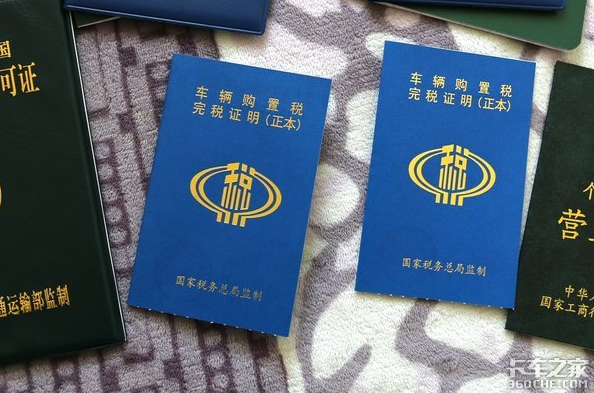 国
可证
通运输部监制
车辆购置税
完税证明(正本)
税
国家税务总局监制
车辆购置税
完税证明(正本)
税
国家税务总局监制
营
中华
国家工商行
卡车之家
360che.com